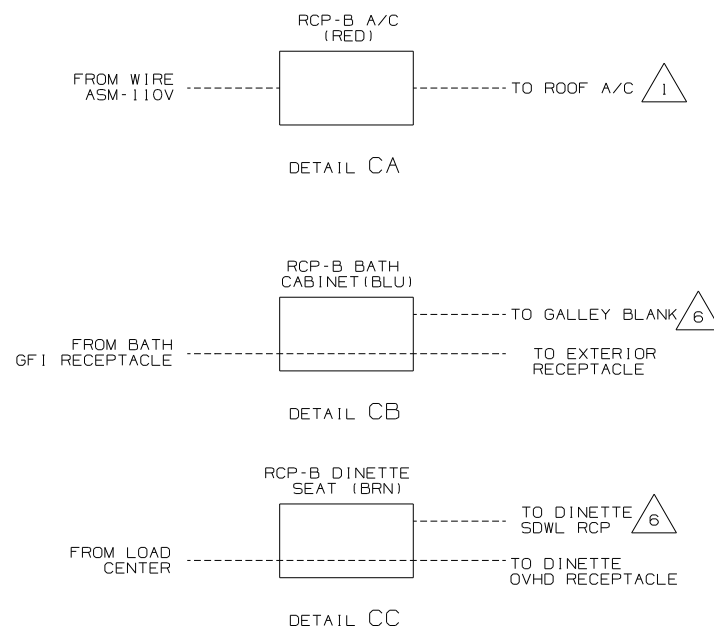 RCP-B A/C
(RED)
FROM WIRE
ASM-110V
TO ROOF A/C
1
DETAIL CA
RCP-B BATH
CABINET(BLU)
TO GALLEY BLANK
6
FROM BATH
GFI RECEPTACLE
TO EXTERIOR
RECEPTACLE
DETAIL CB
RCP-B DINETTE
SEAT (BRN)
TO DINETTE
SDWL RCP
6
FROM LOAD
CENTER
TO DINETTE
OVHD RECEPTACLE
DETAIL CC